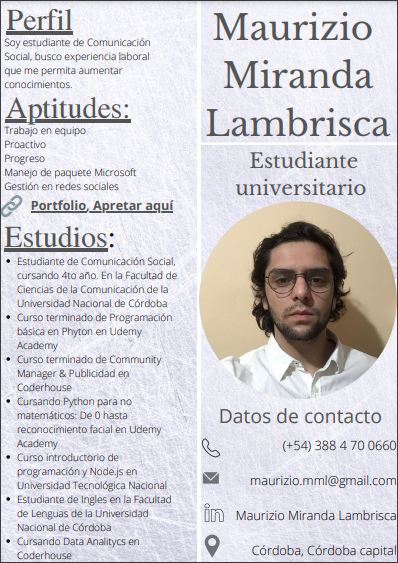 Perfil
Soy estudiante de Comunicación
Social, busco experiencia laboral
que me permita aumentar
conocimientos.
Aptitudes:
Trabajo en equipo
Proactivo
Progreso
Manejo de paquete Microsoft
Gestión en redes sociales
Portfolio, Apretar aquí
Estudios:
Estudiante de Comunicación Social,
cursando 4to año. En la Facultad de
Ciencias de la Comunicación de la
Universidad Nacional de Córdoba
Curso terminado de Programación
básica en Phyton en Udemy
Academy
Curso terminado de Community
Manager & Publicidad en
Coderhouse
Cursando Python para no
matemáticos: De 0 hasta
reconocimiento facial en Udemy
Academy
Curso introductorio de
programación y Node.js en
Universidad Tecnológica Nacional
Estudiante de Ingles en la Facultad
de Lenguas de la Universidad
Nacional de Córdoba
Cursando Data Analitycs en
Coderhouse
Maurizio
Miranda
Lambrisca
Estudiante
universitario
Datos de contacto
(+54) 388 4 70 0660
maurizio.mml@gmail.com
in Maurizio Miranda Lambrisca
Córdoba, Córdoba capital